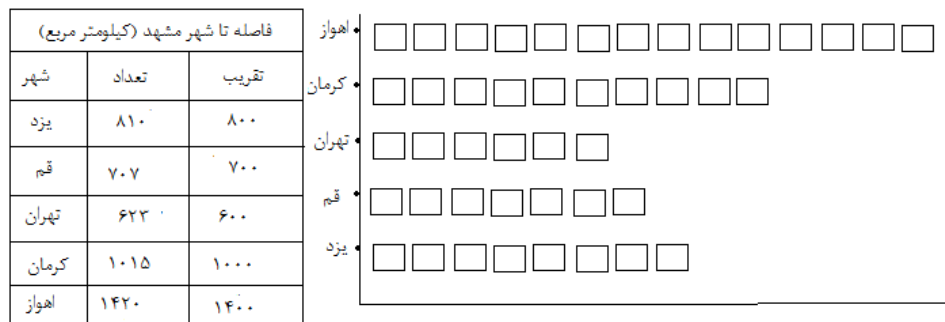 فاصله تا شهر مشهد (کیلومتر مربع)
شهر تعداد تقریب
یزد ۸۱۰ ۸۰۰
قم ۷۰۷ ۷۰۰
تهران ۶۲۳ ۶۰۰
کرمان ۱۰۱۵ ۱۰۰۰
اهواز ۱۴۲۰ ۱۴۰۰
اهواز
کرمان
تهران
قم
یزد